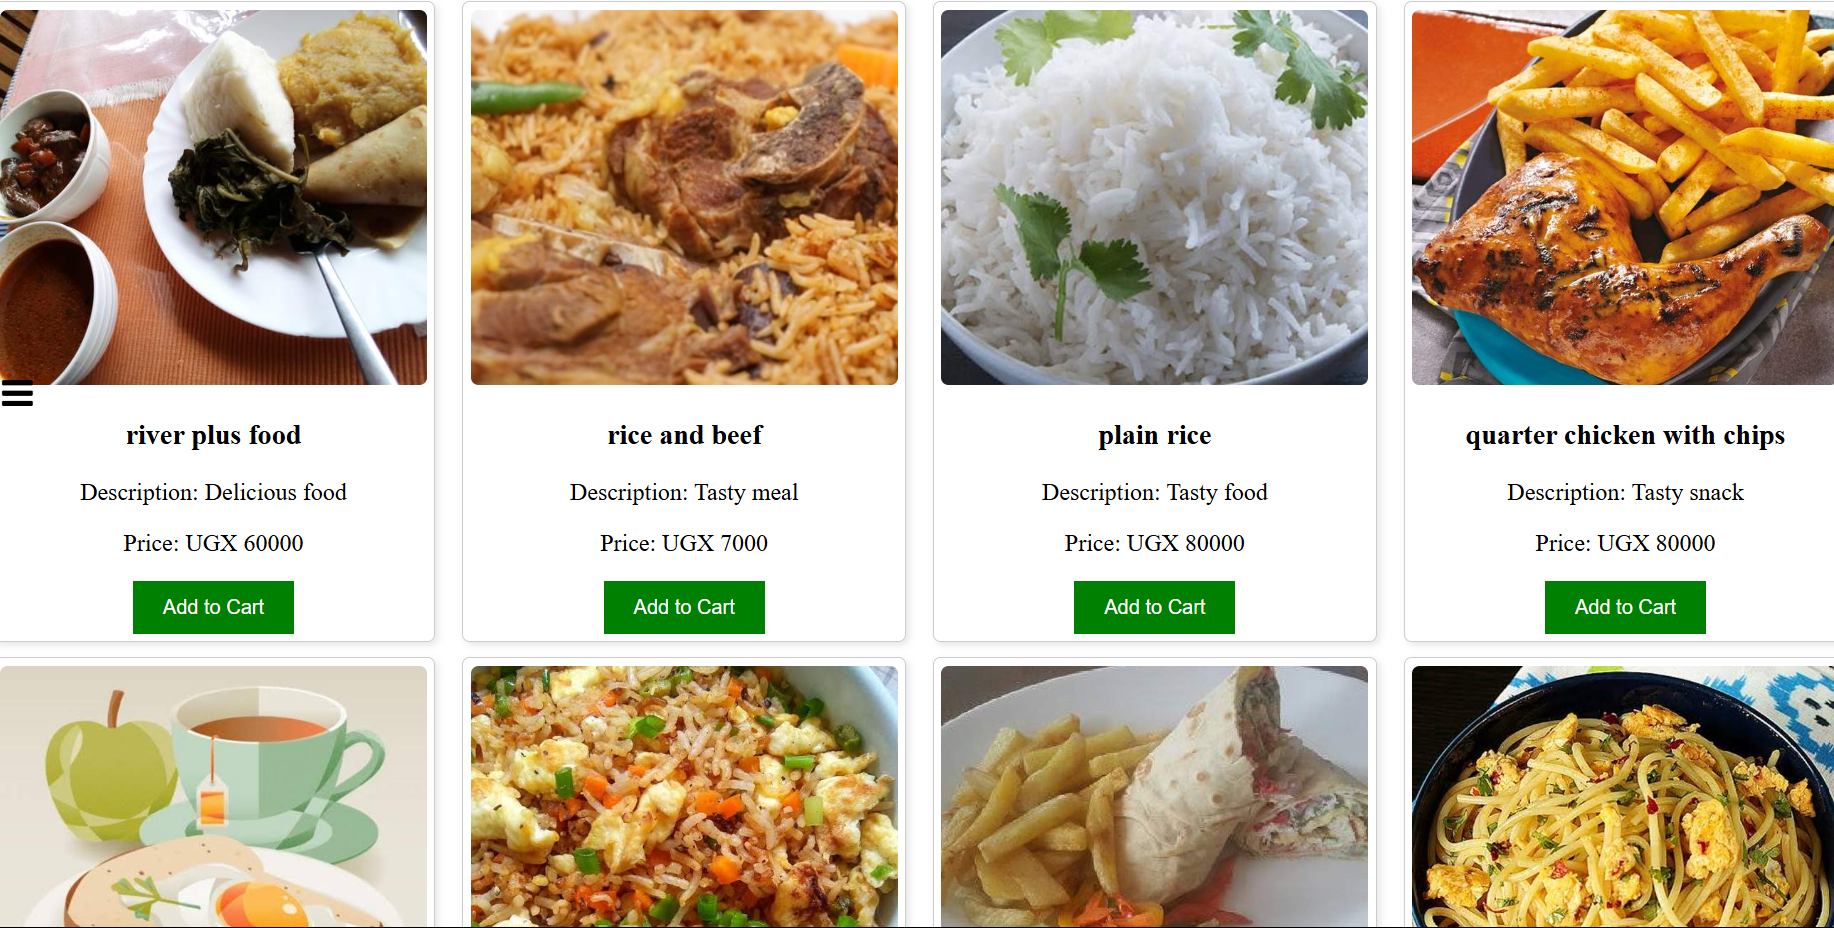 river plus food
Description: Delicious food
Price: UGX 60000
Add to Cart
rice and beef
Description: Tasty meal
Price: UGX 7000
Add to Cart
plain rice
Description: Tasty food
Price: UGX 80000
Add to Cart
quarter chicken with chips
Description: Tasty snack
Price: UGX 80000
Add to Cart